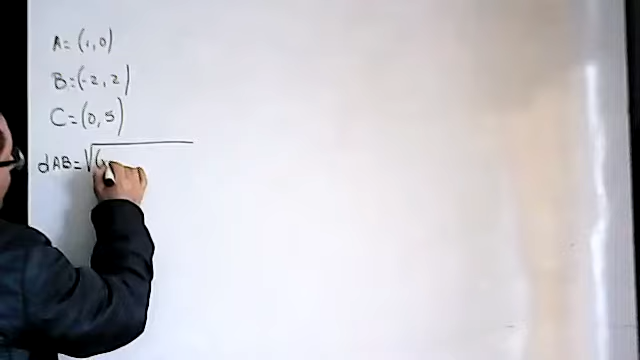 A=(1,0)
B=(-2,2)
C=(0,5)
dAB=√(